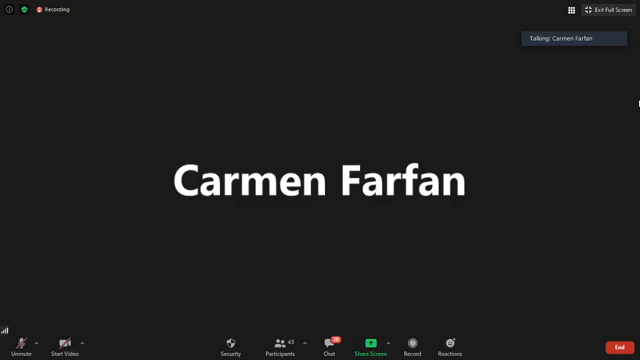 Recording
Exit Full Screen
Talking: Carmen Farfan
Carmen Farfan
Unmute
Start Video
Security
43
Participants
Chat
Share Screen
Record
Reactions
End